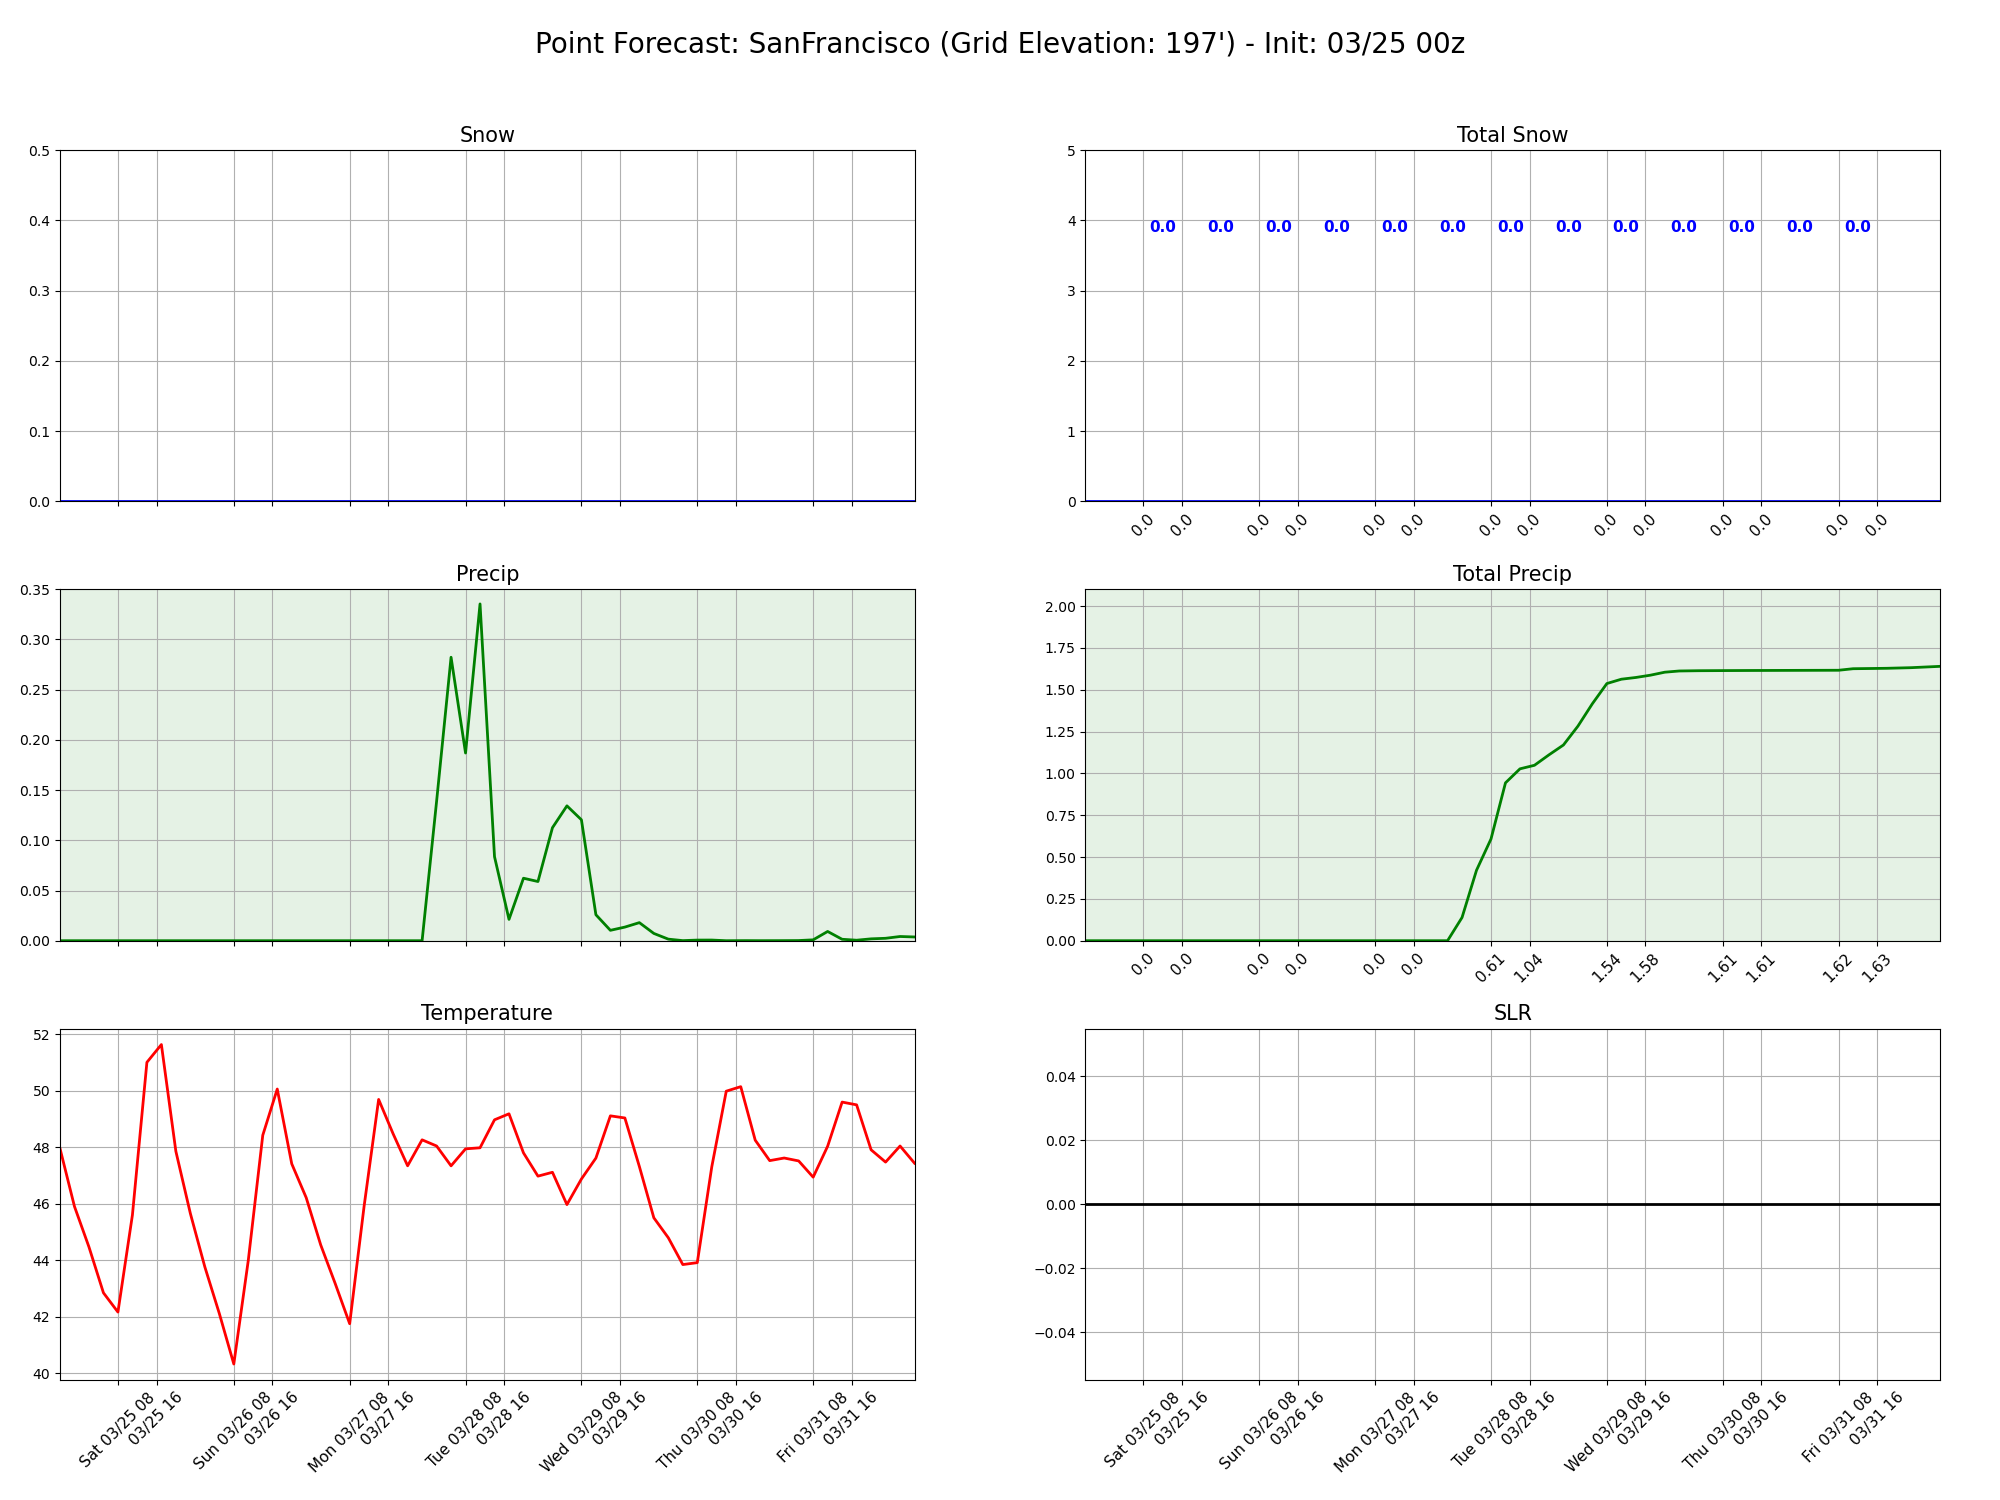 Point Forecast: SanFrancisco (Grid Elevation: 197') - Init: 03/25 00z
Snow
0.5
0.4
0.3
0.2
0.1
0.0
Total Snow
5
4
3
2
1
0
0.0 0.0 0.0 0.0 0.0 0.0 0.0 0.0 0.0 0.0 0.0 0.0 0.0
0.0 0.0 0.0 0.0 0.0 0.0 0.0 0.0 0.0 0.0 0.0 0.0 0.0 0.0
Precip
0.35
0.30
0.25
0.20
0.15
0.10
0.05
0.00
Total Precip
2.00
1.75
1.50
1.25
1.00
0.75
0.50
0.25
0.00
0.0 0.0 0.0 0.0 0.0 0.0 0.61 1.04 1.54 1.58 1.61 1.61 1.62 1.63
Temperature
52
50
48
46
44
42
40
Sat 03/25 08
03/25 16
Sun 03/26 08
03/26 16
Mon 03/27 08
03/27 16
Tue 03/28 08
03/28 16
Wed 03/29 08
03/29 16
Thu 03/30 08
03/30 16
Fri 03/31 08
03/31 16
SLR
0.04
0.02
0.00
−0.02
−0.04
Sat 03/25 08
03/25 16
Sun 03/26 08
03/26 16
Mon 03/27 08
03/27 16
Tue 03/28 08
03/28 16
Wed 03/29 08
03/29 16
Thu 03/30 08
03/30 16
Fri 03/31 08
03/31 16